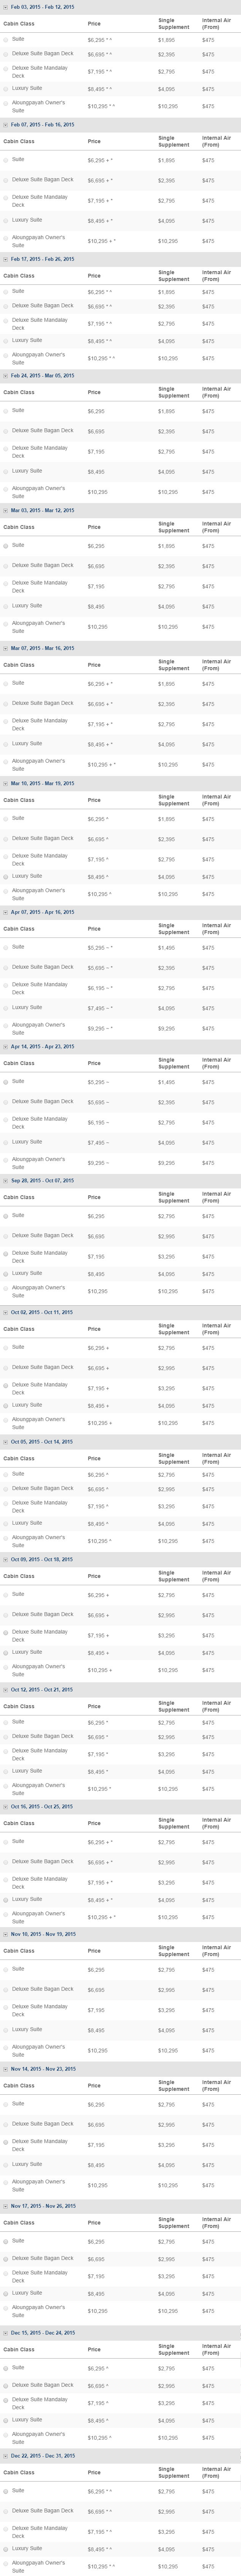 Feb 03, 2015 - Feb 12, 2015
Cabin Class Price Single Supplement Internal Air (From)
Suite $6,295 ^ * $1,895 $475
Deluxe Suite Bagan Deck $6,695 ^ * $2,395 $475
Deluxe Suite Mandalay Deck $7,195 ^ * $2,795 $475
Luxury Suite $8,495 ^ * $4,095 $475
Aloungpayah Owner's Suite $10,295 ^ * $10,295 $475
Feb 07, 2015 - Feb 16, 2015
Cabin Class Price Single Supplement Internal Air (From)
Suite $6,295 + * $1,895 $475
Deluxe Suite Bagan Deck $6,695 + * $2,395 $475
Deluxe Suite Mandalay Deck $7,195 + * $2,795 $475
Luxury Suite $8,495 + * $4,095 $475
Aloungpayah Owner's Suite $10,295 + * $10,295 $475
Feb 17, 2015 - Feb 26, 2015
Cabin Class Price Single Supplement Internal Air (From)
Suite $6,295 ^ * $1,895 $475
Deluxe Suite Bagan Deck $6,695 ^ * $2,395 $475
Deluxe Suite Mandalay Deck $7,195 ^ * $2,795 $475
Luxury Suite $8,495 ^ * $4,095 $475
Aloungpayah Owner's Suite $10,295 ^ * $10,295 $475
Feb 24, 2015 - Mar 05, 2015
Cabin Class Price Single Supplement Internal Air (From)
Suite $6,295 $1,895 $475
Deluxe Suite Bagan Deck $6,695 $2,395 $475
Deluxe Suite Mandalay Deck $7,195 $2,795 $475
Luxury Suite $8,495 $4,095 $475
Aloungpayah Owner's Suite $10,295 $10,295 $475
Mar 03, 2015 - Mar 12, 2015
Cabin Class Price Single Supplement Internal Air (From)
Suite $6,295 $1,895 $475
Deluxe Suite Bagan Deck $6,695 $2,395 $475
Deluxe Suite Mandalay Deck $7,195 $2,795 $475
Luxury Suite $8,495 $4,095 $475
Aloungpayah Owner's Suite $10,295 $10,295 $475
Mar 07, 2015 - Mar 16, 2015
Cabin Class Price Single Supplement Internal Air (From)
Suite $6,295 + * $1,895 $475
Deluxe Suite Bagan Deck $6,695 + * $2,395 $475
Deluxe Suite Mandalay Deck $7,195 + * $2,795 $475
Luxury Suite $8,495 + * $4,095 $475
Aloungpayah Owner's Suite $10,295 + * $10,295 $475
Mar 10, 2015 - Mar 19, 2015
Cabin Class Price Single Supplement Internal Air (From)
Suite $6,295 ^ $1,895 $475
Deluxe Suite Bagan Deck $6,695 ^ $2,395 $475
Deluxe Suite Mandalay Deck $7,195 ^ $2,795 $475
Luxury Suite $8,495 ^ $4,095 $475
Aloungpayah Owner's Suite $10,295 ^ $10,295 $475
Apr 07, 2015 - Apr 16, 2015
Cabin Class Price Single Supplement Internal Air (From)
Suite $5,295 ~ * $1,495 $475
Deluxe Suite Bagan Deck $5,695 ~ * $2,395 $475
Deluxe Suite Mandalay Deck $6,195 ~ * $2,795 $475
Luxury Suite $7,495 ~ * $4,095 $475
Aloungpayah Owner's Suite $9,295 ~ * $9,295 $475
Apr 14, 2015 - Apr 23, 2015
Cabin Class Price Single Supplement Internal Air (From)
Suite $5,295 ~ $1,495 $475
Deluxe Suite Bagan Deck $5,695 ~ $2,395 $475
Deluxe Suite Mandalay Deck $6,195 ~ $2,795 $475
Luxury Suite $7,495 ~ $4,095 $475
Aloungpayah Owner's Suite $9,295 ~ $9,295 $475
Sep 28, 2015 - Oct 07, 2015
Cabin Class Price Single Supplement Internal Air (From)
Suite $6,295 $2,795 $475
Deluxe Suite Bagan Deck $6,695 $2,995 $475
Deluxe Suite Mandalay Deck $7,195 $3,295 $475
Luxury Suite $8,495 $4,095 $475
Aloungpayah Owner's Suite $10,295 $10,295 $475
Oct 02, 2015 - Oct 11, 2015
Cabin Class Price Single Supplement Internal Air (From)
Suite $6,295 + $2,795 $475
Deluxe Suite Bagan Deck $6,695 + $2,995 $475
Deluxe Suite Mandalay Deck $7,195 + $3,295 $475
Luxury Suite $8,495 + $4,095 $475
Aloungpayah Owner's Suite $10,295 + $10,295 $475
Oct 05, 2015 - Oct 14, 2015
Cabin Class Price Single Supplement Internal Air (From)
Suite $6,295 ^ $2,795 $475
Deluxe Suite Bagan Deck $6,695 ^ $2,995 $475
Deluxe Suite Mandalay Deck $7,195 ^ $3,295 $475
Luxury Suite $8,495 ^ $4,095 $475
Aloungpayah Owner's Suite $10,295 ^ $10,295 $475
Oct 09, 2015 - Oct 18, 2015
Cabin Class Price Single Supplement Internal Air (From)
Suite $6,295 + $2,795 $475
Deluxe Suite Bagan Deck $6,695 + $2,995 $475
Deluxe Suite Mandalay Deck $7,195 + $3,295 $475
Luxury Suite $8,495 + $4,095 $475
Aloungpayah Owner's Suite $10,295 + $10,295 $475
Oct 12, 2015 - Oct 21, 2015
Cabin Class Price Single Supplement Internal Air (From)
Suite $6,295 ^ $2,795 $475
Deluxe Suite Bagan Deck $6,695 ^ $2,995 $475
Deluxe Suite Mandalay Deck $7,195 ^ $3,295 $475
Luxury Suite $8,495 ^ $4,095 $475
Aloungpayah Owner's Suite $10,295 ^ $10,295 $475
Oct 16, 2015 - Oct 25, 2015
Cabin Class Price Single Supplement Internal Air (From)
Suite $6,295 + * $2,795 $475
Deluxe Suite Bagan Deck $6,695 + * $2,995 $475
Deluxe Suite Mandalay Deck $7,195 + * $3,295 $475
Luxury Suite $8,495 + * $4,095 $475
Aloungpayah Owner's Suite $10,295 + * $10,295 $475
Nov 10, 2015 - Nov 19, 2015
Cabin Class Price Single Supplement Internal Air (From)
Suite $6,295 $2,795 $475
Deluxe Suite Bagan Deck $6,695 $2,995 $475
Deluxe Suite Mandalay Deck $7,195 $3,295 $475
Luxury Suite $8,495 $4,095 $475
Aloungpayah Owner's Suite $10,295 $10,295 $475
Nov 14, 2015 - Nov 23, 2015
Cabin Class Price Single Supplement Internal Air (From)
Suite $6,295 $2,795 $475
Deluxe Suite Bagan Deck $6,695 $2,995 $475
Deluxe Suite Mandalay Deck $7,195 $3,295 $475
Luxury Suite $8,495 $4,095 $475
Aloungpayah Owner's Suite $10,295 $10,295 $475
Nov 17, 2015 - Nov 26, 2015
Cabin Class Price Single Supplement Internal Air (From)
Suite $6,295 $2,795 $475
Deluxe Suite Bagan Deck $6,695 $2,995 $475
Deluxe Suite Mandalay Deck $7,195 $3,295 $475
Luxury Suite $8,495 $4,095 $475
Aloungpayah Owner's Suite $10,295 $10,295 $475
Dec 15, 2015 - Dec 24, 2015
Cabin Class Price Single Supplement Internal Air (From)
Suite $6,295 ^ $2,795 $475
Deluxe Suite Bagan Deck $6,695 ^ $2,995 $475
Deluxe Suite Mandalay Deck $7,195 ^ $3,295 $475
Luxury Suite $8,495 ^ $4,095 $475
Aloungpayah Owner's Suite $10,295 ^ $10,295 $475
Dec 22, 2015 - Dec 31, 2015
Cabin Class Price Single Supplement Internal Air (From)
Suite $6,295 ^ * $2,795 $475
Deluxe Suite Bagan Deck $6,695 ^ * $2,995 $475
Deluxe Suite Mandalay Deck $7,195 ^ * $3,295 $475
Luxury Suite $8,495 ^ * $4,095 $475
Aloungpayah Owner's Suite $10,295 ^ * $10,295 $475